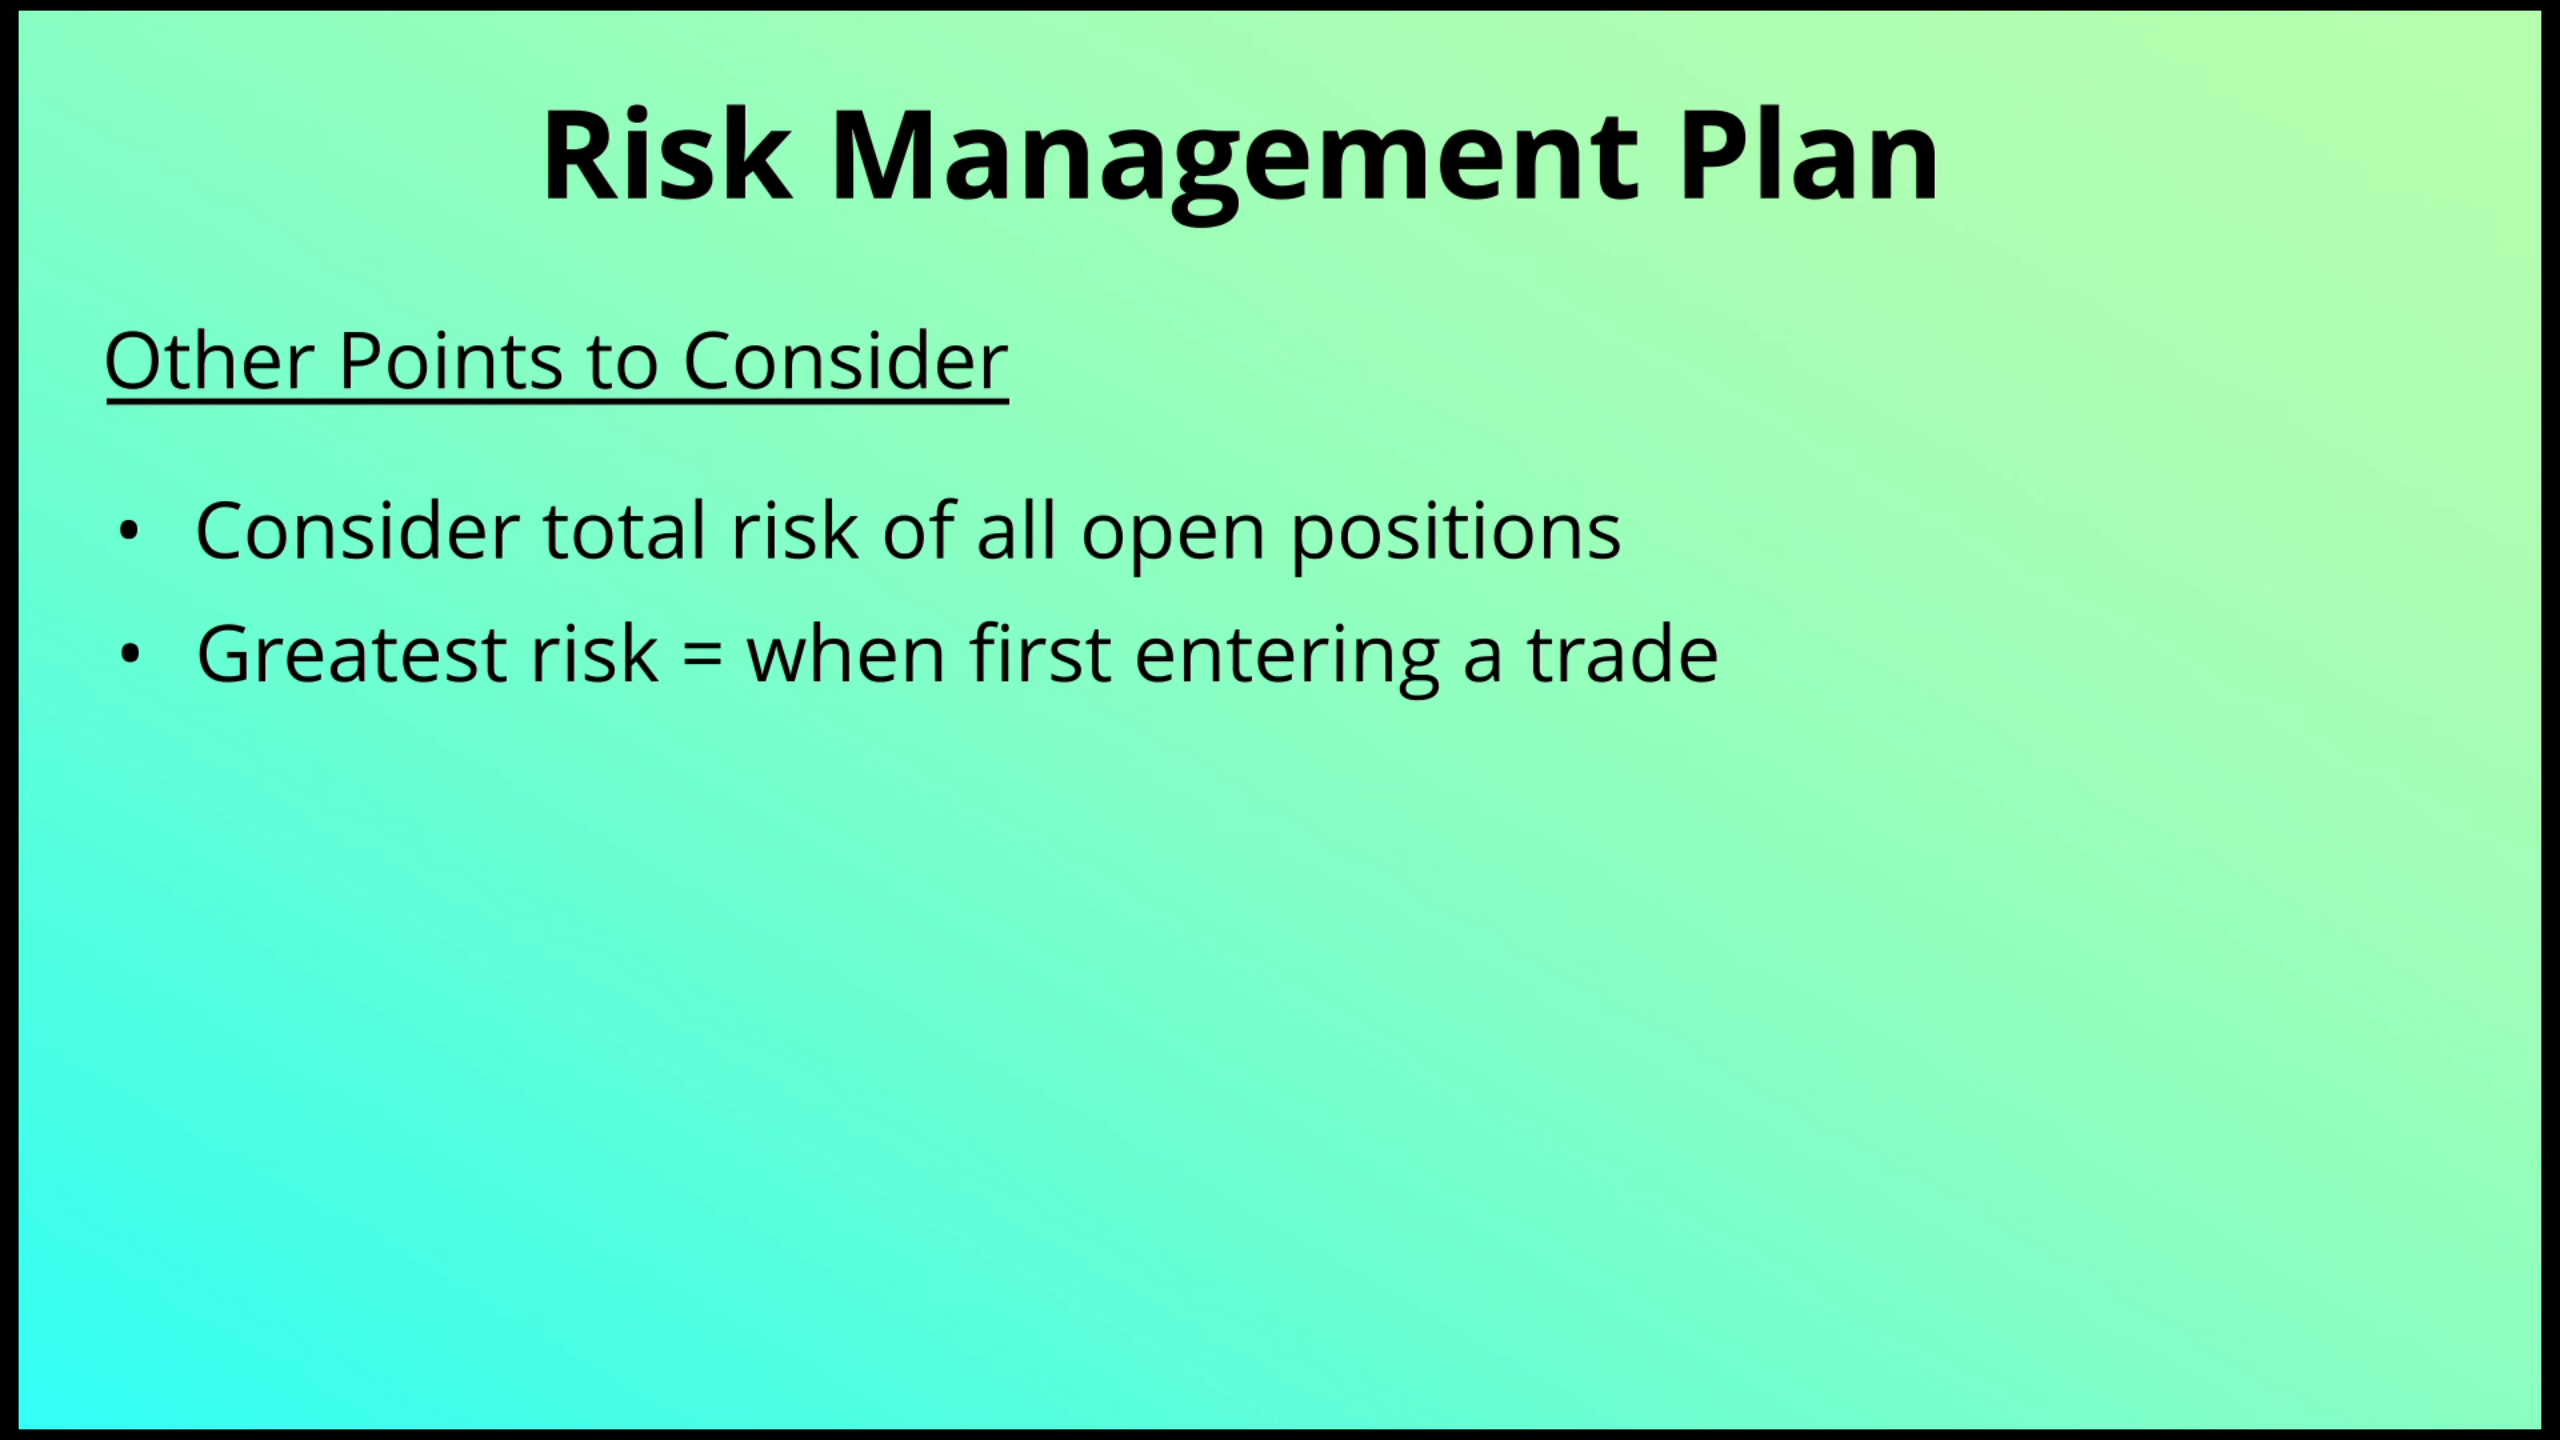 Risk Management Plan
Other Points to Consider
• Consider total risk of all open positions
• Greatest risk = when first entering a trade